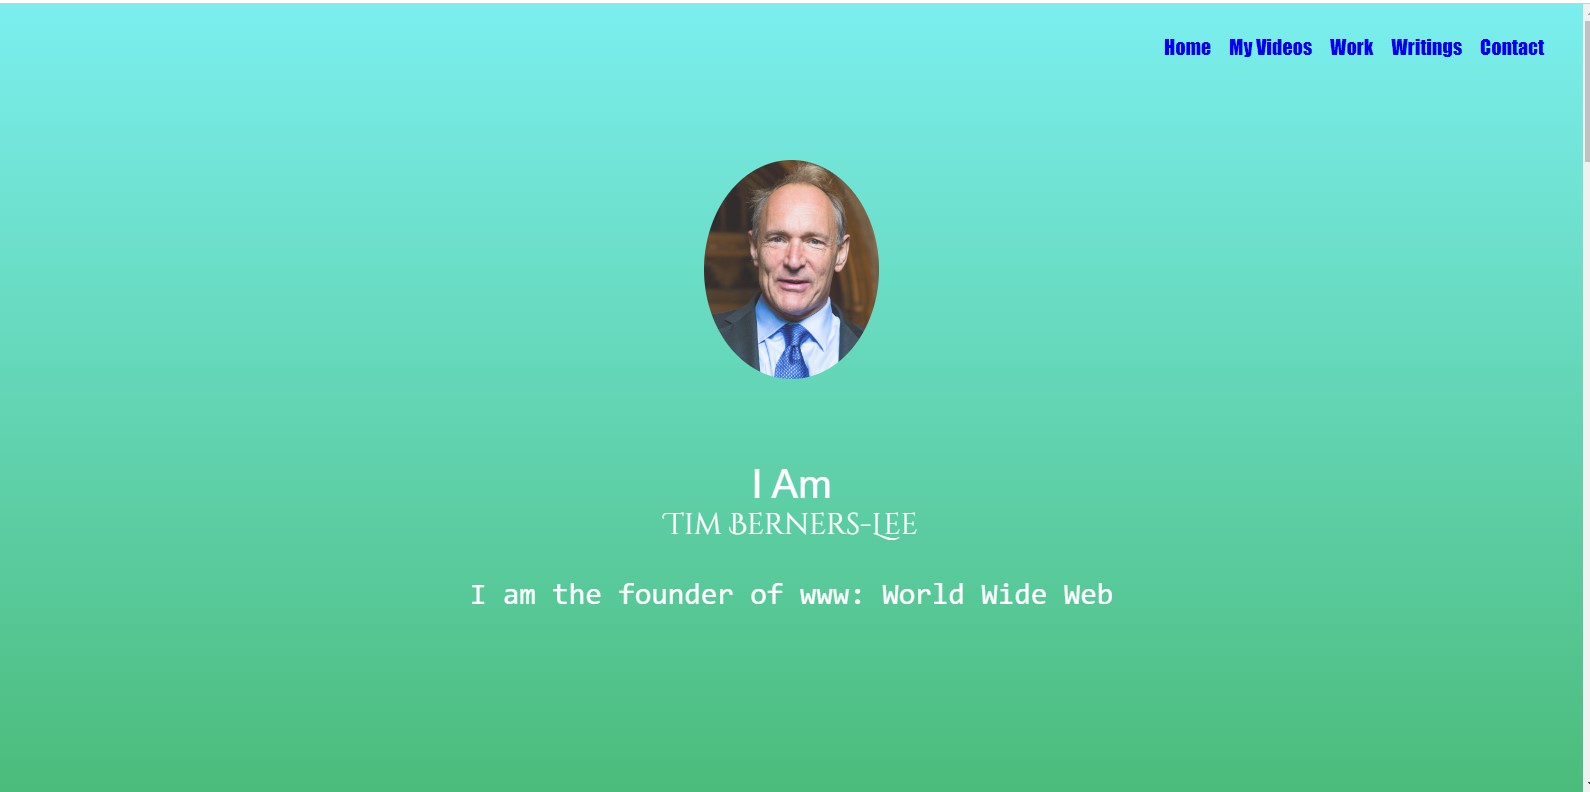 Home My Videos Work Writings Contact
I Am
Tim Berners-Lee
I am the founder of www: World Wide Web